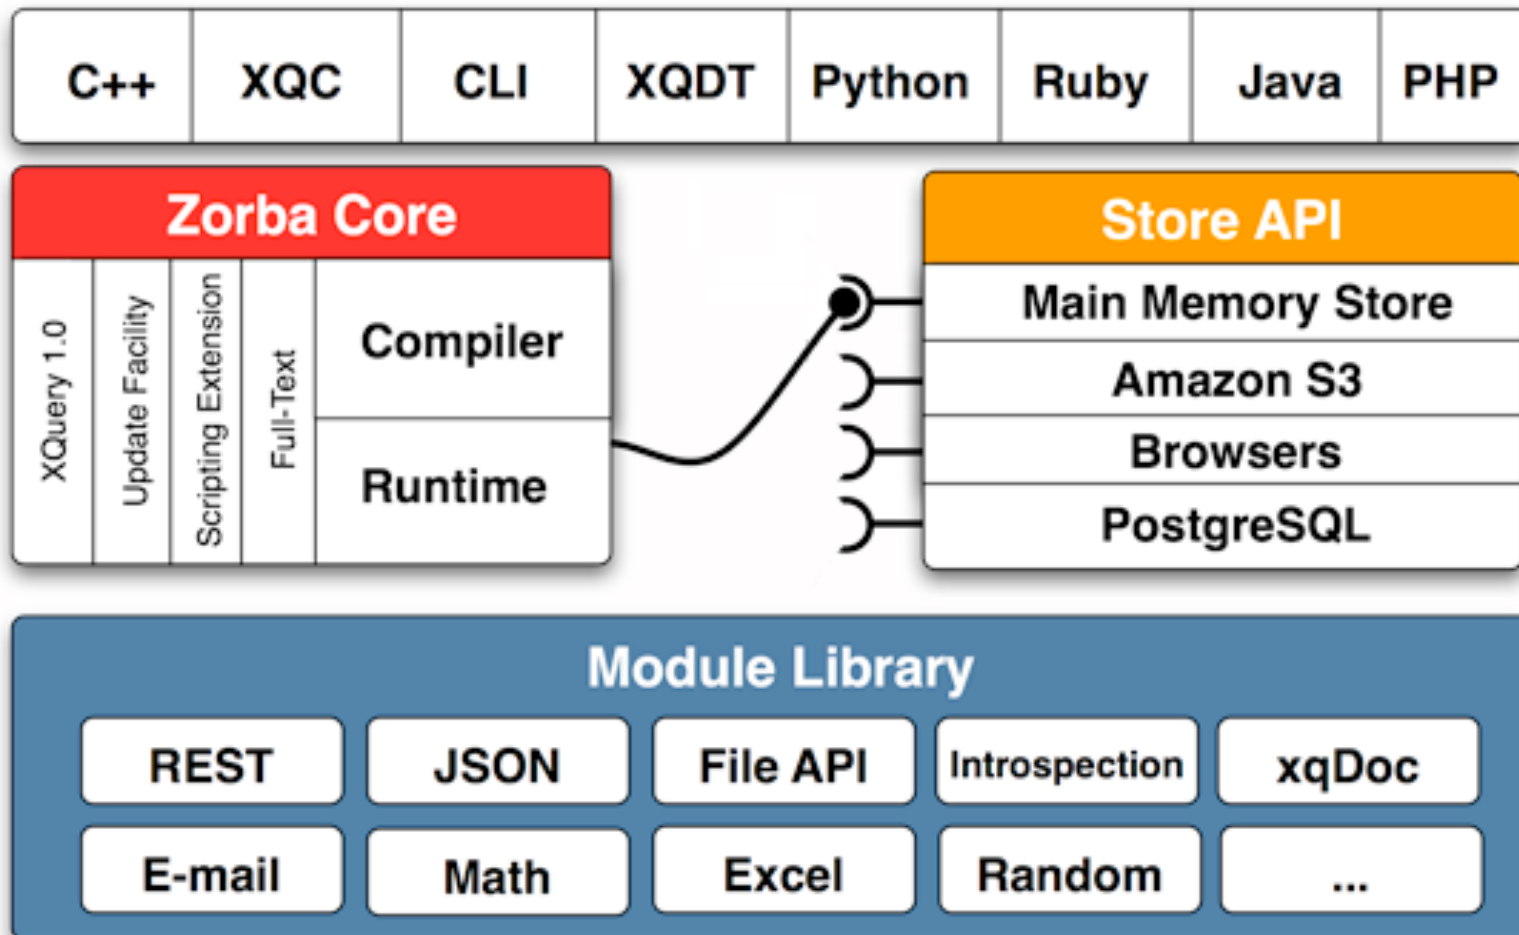 C++ XQC CLI XQDT Python Ruby Java PHP
Zorba Core
XQuery 1.0
Update Facility
Scripting Extension
Full-Text
Compiler
Runtime
Store API
Main Memory Store
Amazon S3
Browsers
PostgreSQL
Module Library
REST JSON File API Introspection xqDoc
E-mail Math Excel Random ...